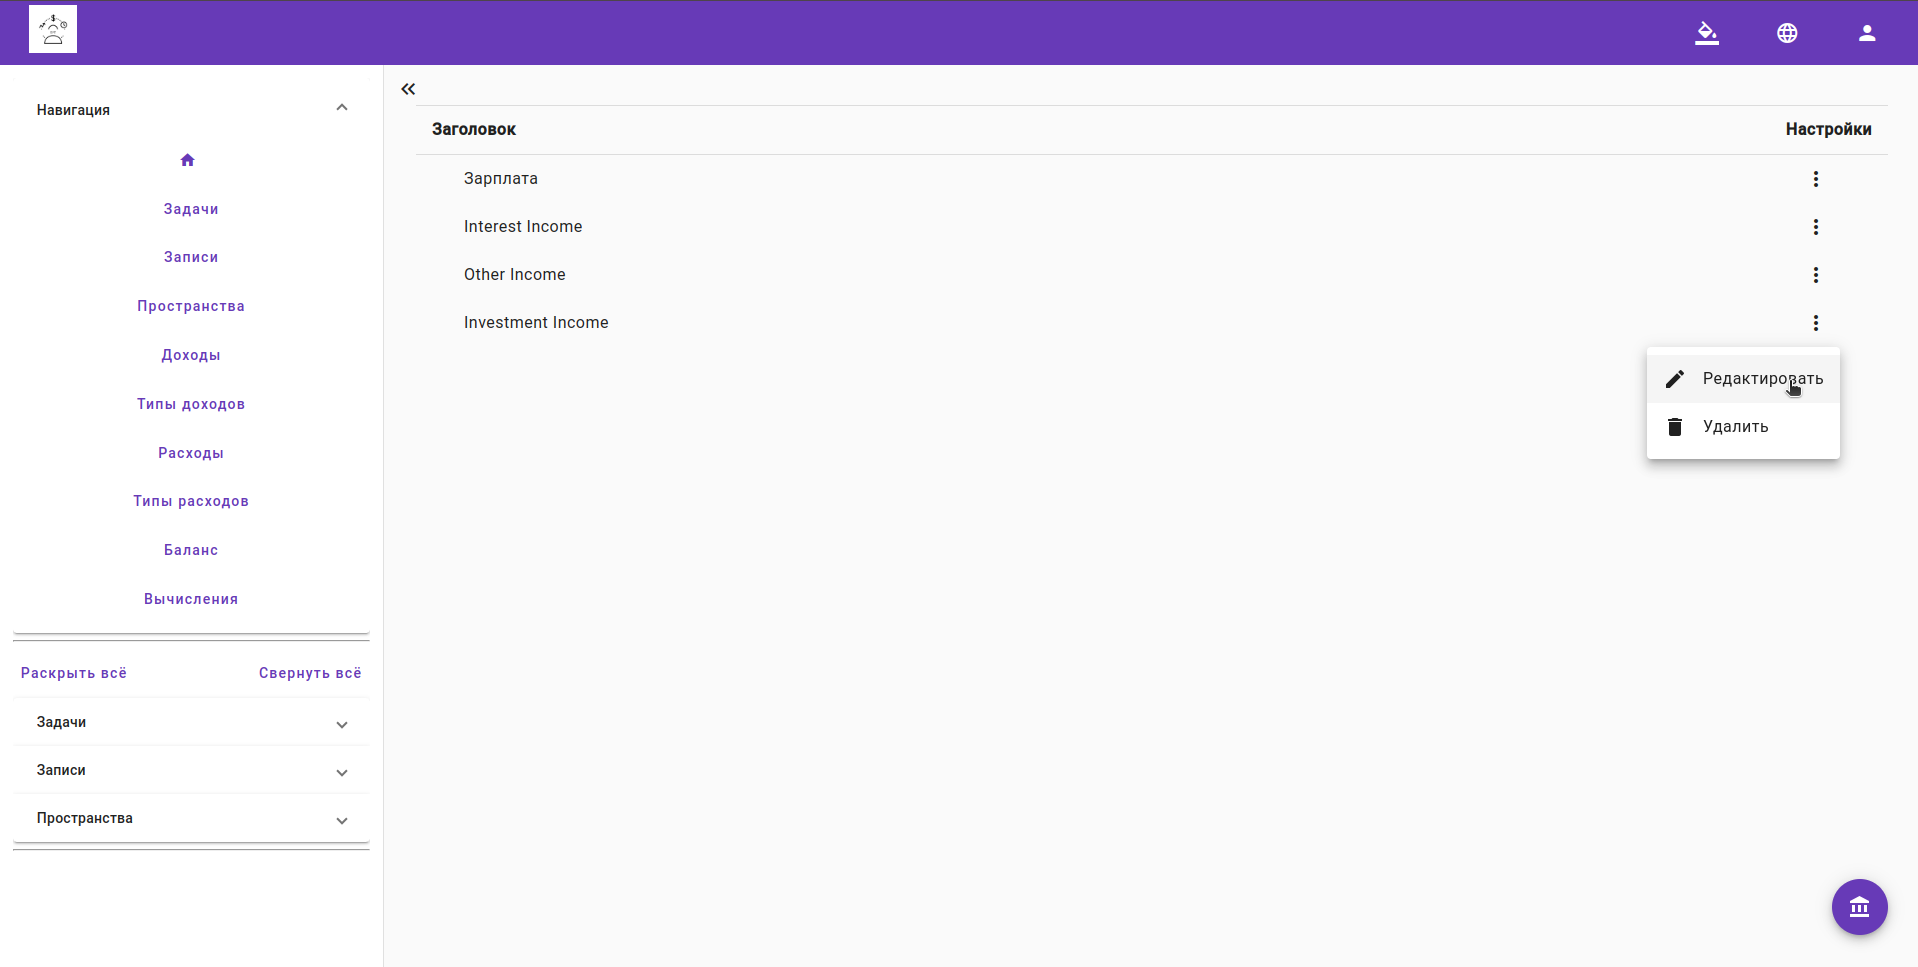 Навигация
Задачи
Записи
Пространства
Доходы
Типы доходов
Расходы
Типы расходов
Баланс
Вычисления
Раскрыть всё Свернуть всё
Задачи
Записи
Пространства
Заголовок Настройки
Зарплата
Interest Income
Other Income
Investment Income
Редактировать
Удалить